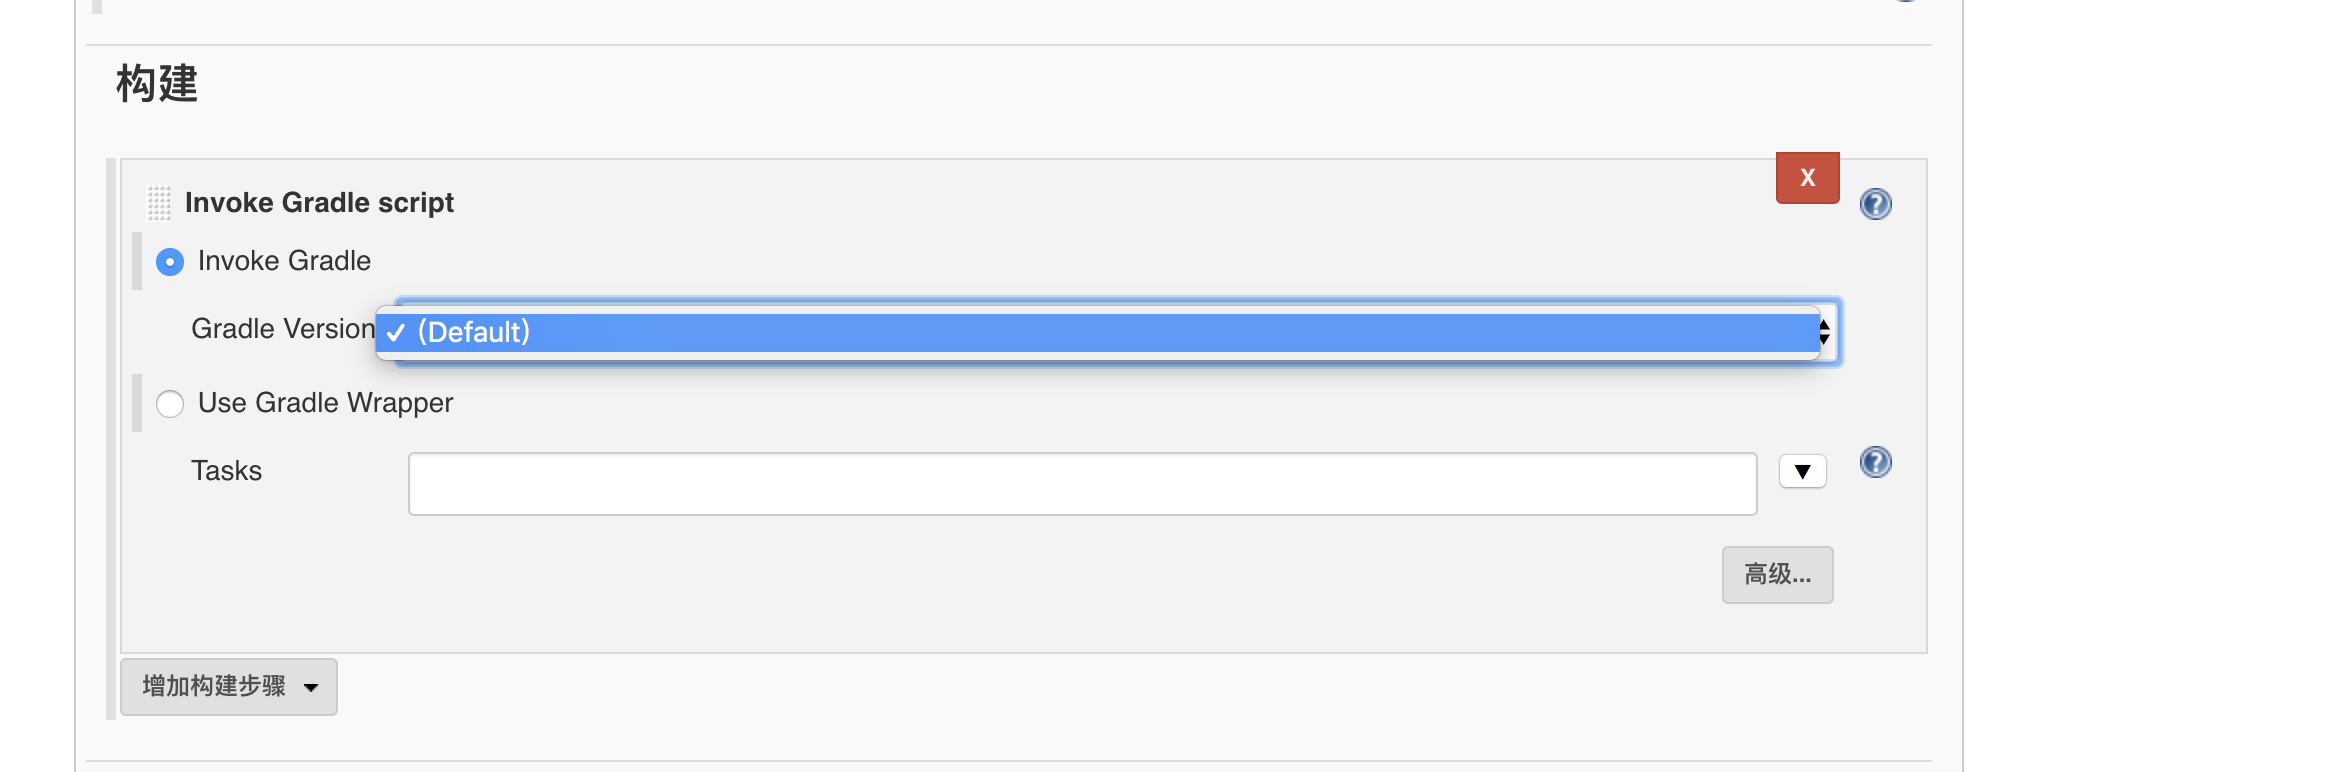 构建
X
Invoke Gradle script
Invoke Gradle
Gradle Version
✓ (Default)
Use Gradle Wrapper
Tasks
高级...
增加构建步骤